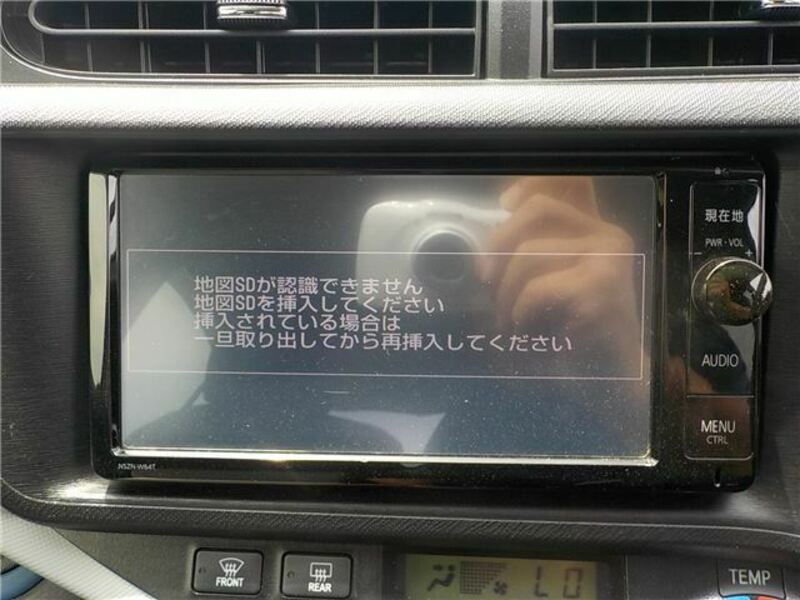 現在地
PWR・VOL
地図SDが認識できません
地図SDを挿入してください
挿入されている場合は
一旦取り出してから再挿入してください
AUDIO
MENU
CTRL
NSZN-W64T
FRONT
REAR
LO
TEMP